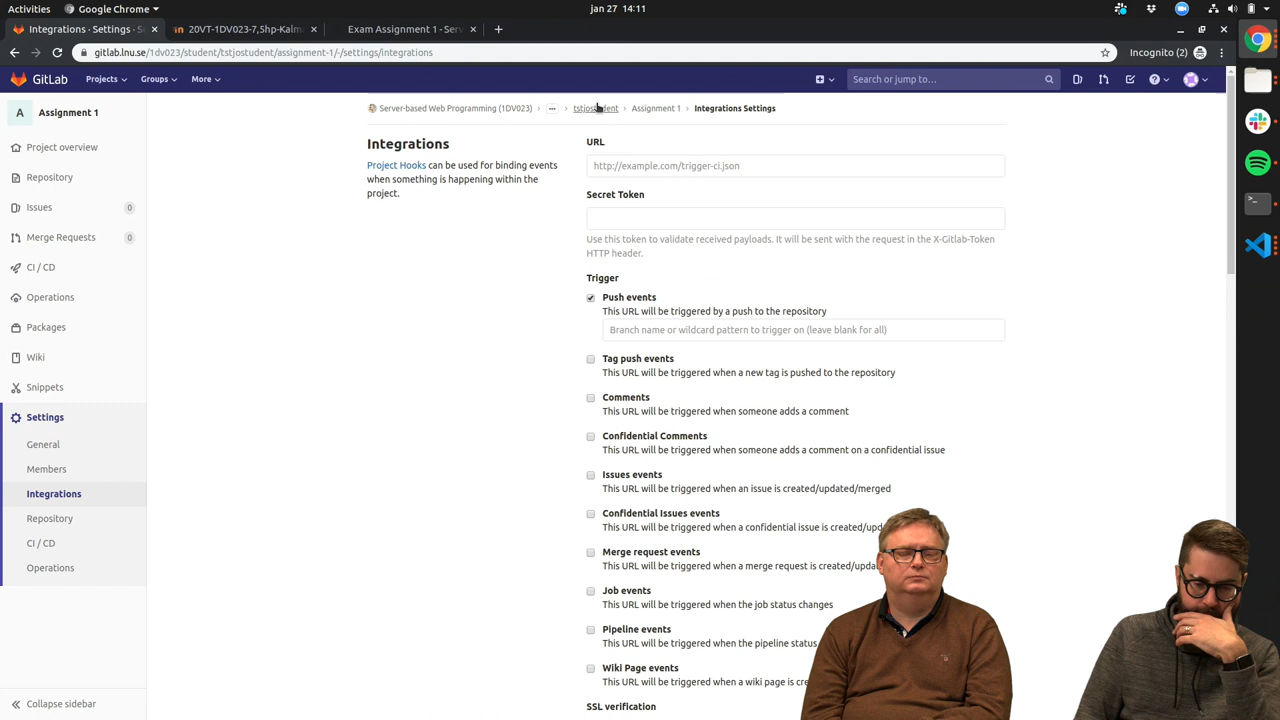 Activities
Google Chrome
jan 27 14:11
Integrations · Settings · S
20VT-1DV023-7,5hp-Kalm
Exam Assignment 1 - Serv
gitlab.lnu.se/1dv023/student/tstjostudent/assignment-1/-/settings/integrations
Incognito (2)
GitLab
Projects
Groups
More
Search or jump to…
A
Assignment 1
Server-based Web Programming (1DV023) › ··· › tstjostudent › Assignment 1 › Integrations Settings
Project overview
Repository
Issues 0
Merge Requests 0
CI / CD
Operations
Packages
Wiki
Snippets
Settings
General
Members
Integrations
Repository
CI / CD
Operations
Collapse sidebar
Integrations
Project Hooks can be used for binding events
when something is happening within the
project.
URL
http://example.com/trigger-ci.json
Secret Token
Use this token to validate received payloads. It will be sent with the request in the X-Gitlab-Token
HTTP header.
Trigger
Push events
This URL will be triggered by a push to the repository
Branch name or wildcard pattern to trigger on (leave blank for all)
Tag push events
This URL will be triggered when a new tag is pushed to the repository
Comments
This URL will be triggered when someone adds a comment
Confidential Comments
This URL will be triggered when someone adds a comment on a confidential issue
Issues events
This URL will be triggered when an issue is created/updated/merged
Confidential Issues events
This URL will be triggered when a confidential issue is created/upd
Merge request events
This URL will be triggered when a merge request is created/upda
Job events
This URL will be triggered when the job status changes
Pipeline events
This URL will be triggered when the pipeline status
Wiki Page events
This URL will be triggered when a wiki page is cre
SSL verification